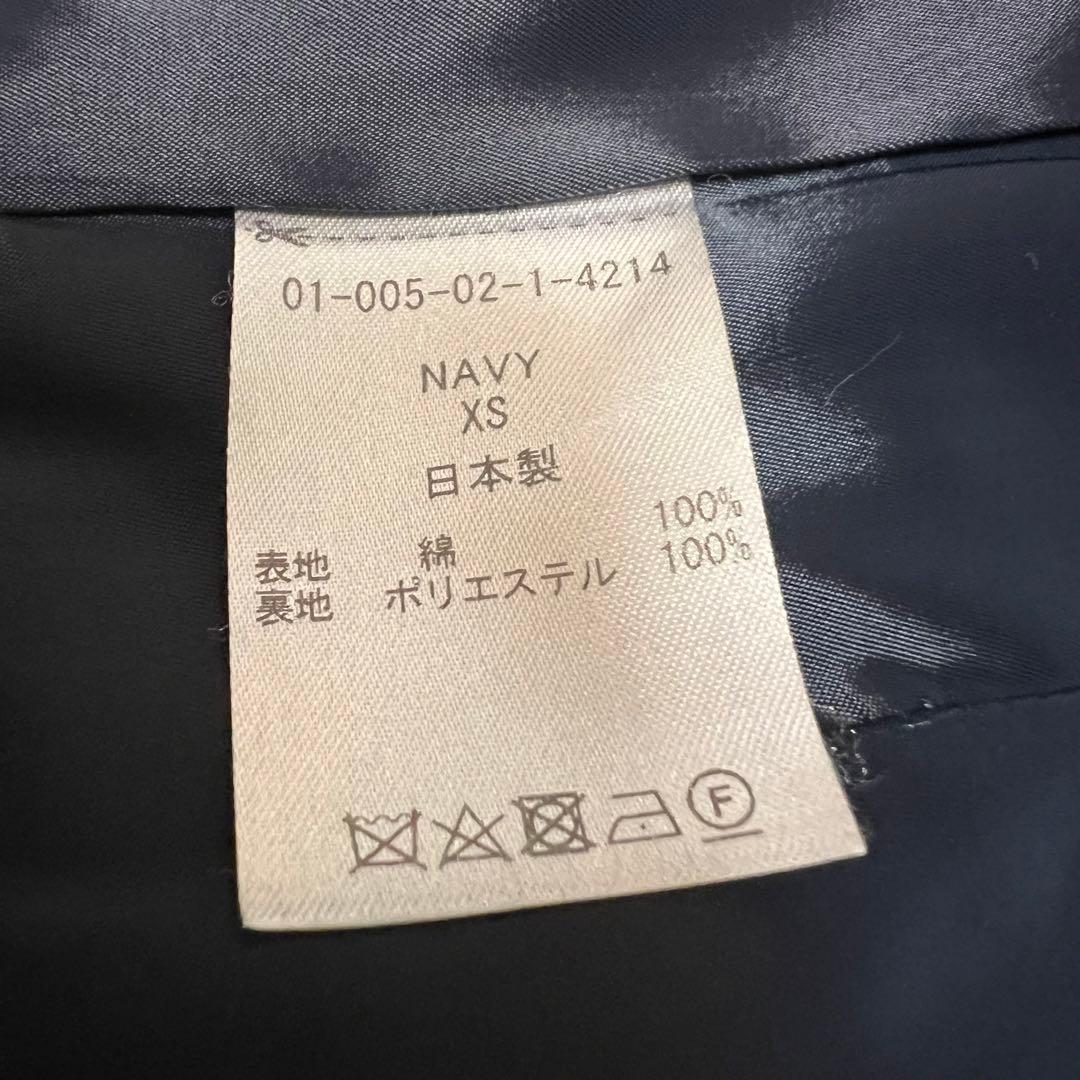 01-005-02-1-4214
NAVY
XS
日本製
表地 綿 100%
裏地 ポリエステル 100%
F